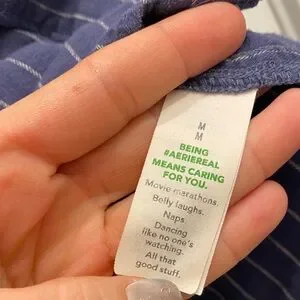 M
M
BEING
#AERIEREAL
MEANS CARING
FOR YOU.
Movie marathons.
Belly laughs.
Naps.
Dancing
like no one's
watching.
All that
good stuff.